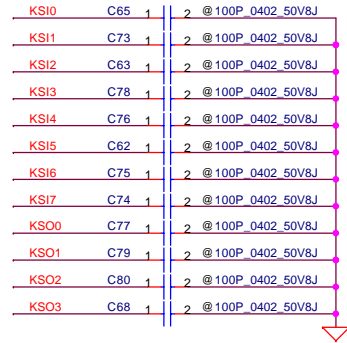 KSI0 C65 1 2 @100P_0402_50V8J
KSI1 C73 1 2 @100P_0402_50V8J
KSI2 C63 1 2 @100P_0402_50V8J
KSI3 C78 1 2 @100P_0402_50V8J
KSI4 C76 1 2 @100P_0402_50V8J
KSI5 C62 1 2 @100P_0402_50V8J
KSI6 C75 1 2 @100P_0402_50V8J
KSI7 C74 1 2 @100P_0402_50V8J
KSO0 C77 1 2 @100P_0402_50V8J
KSO1 C79 1 2 @100P_0402_50V8J
KSO2 C80 1 2 @100P_0402_50V8J
KSO3 C68 1 2 @100P_0402_50V8J